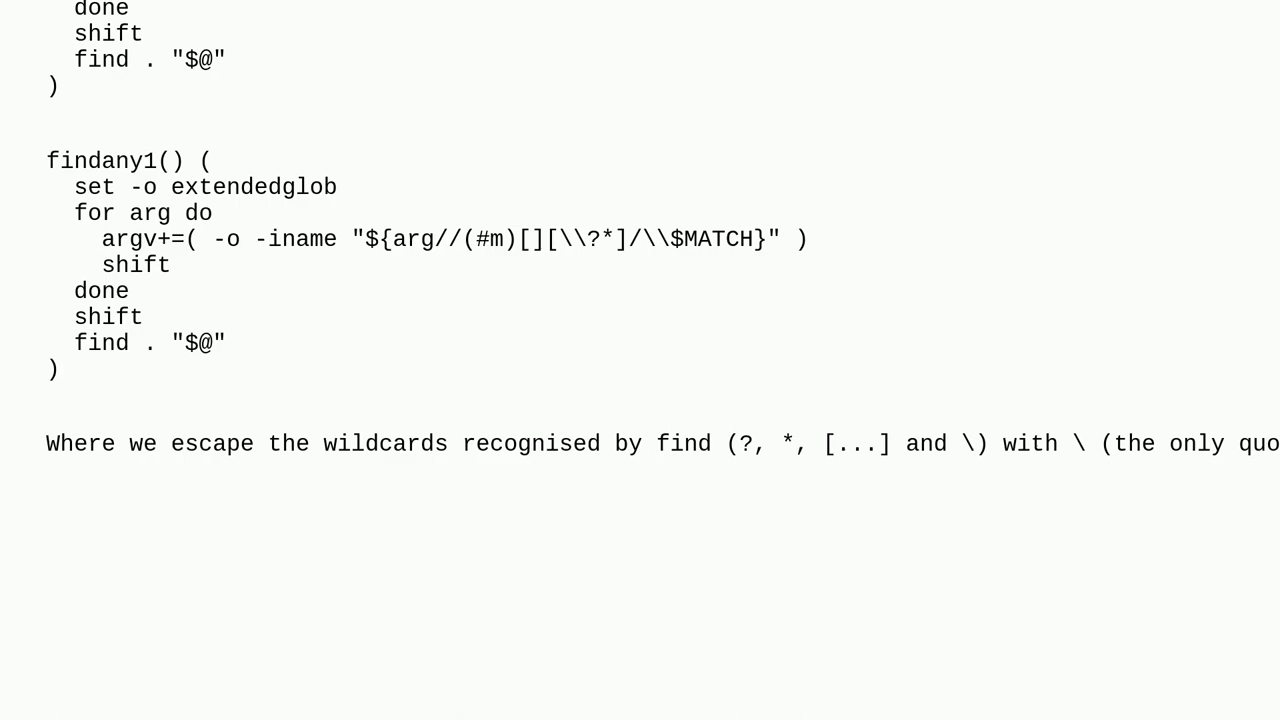 done
shift
find . "$@"
)
findany1() (
set -o extendedglob
for arg do
argv+=( -o -iname "${arg//(#m)[][\\?*]/\\$MATCH}" )
shift
done
shift
find . "$@"
)
Where we escape the wildcards recognised by find (?, *, [...] and \) with \ (the only